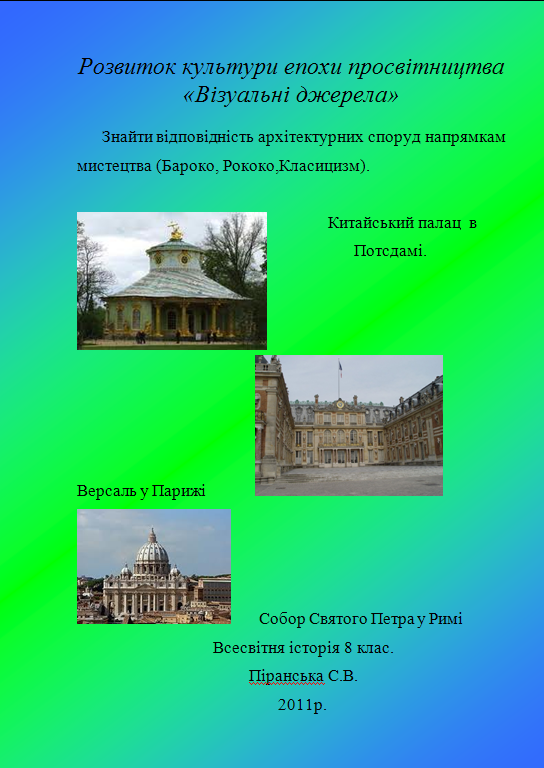 Розвиток культури епохи просвітництва
«Візуальні джерела»
Знайти відповідність архітектурних споруд напрямкам
мистецтва (Бароко, Рококо,Класицизм).
Китайський палац в
Потсдамі.
Версаль у Парижі
Собор Святого Петра у Римі
Всесвітня історія 8 клас.
Піранська С.В.
2011р.